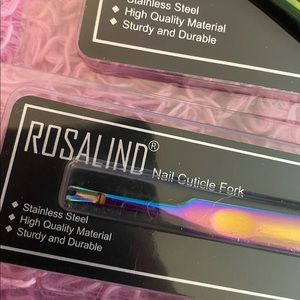 Stainless Steel
◆ High Quality Material
◆ Sturdy and Durable
ROSALIND® Nail Cuticle Fork
◆ Stainless Steel
◆ High Quality Material
◆ Sturdy and Durable